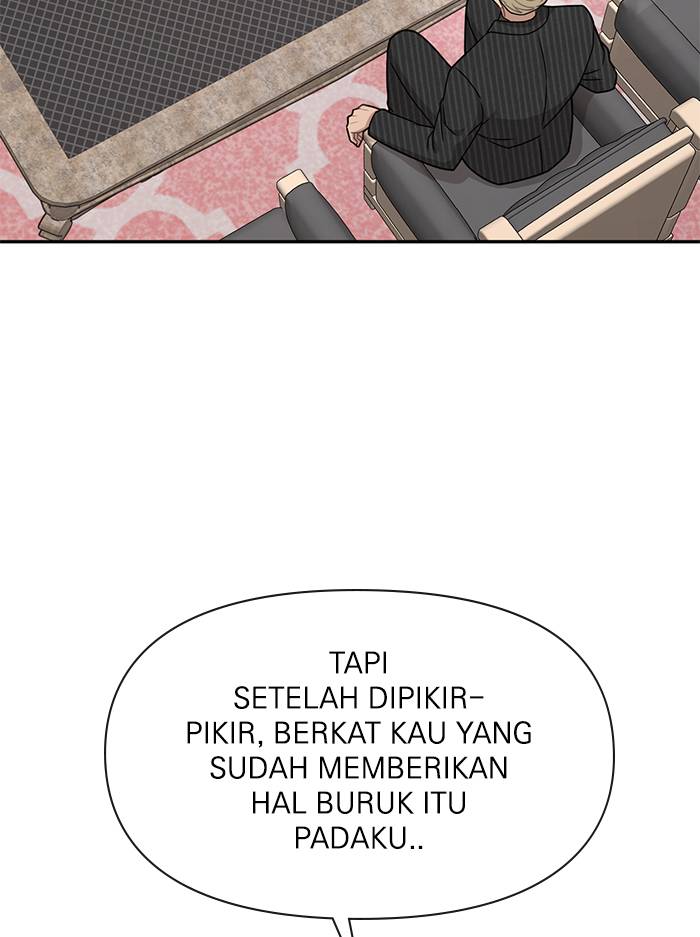 TAPI
SETELAH DIPIKIR-
PIKIR, BERKAT KAU YANG
SUDAH MEMBERIKAN
HAL BURUK ITU
PADAKU..